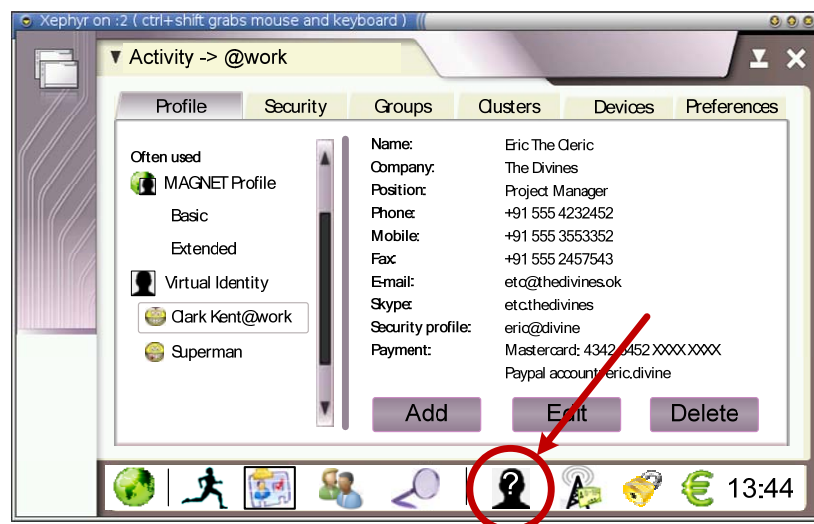 Xephyr on :2 ( ctrl+shift grabs mouse and keyboard )
Activity -> @work
Profile Security Groups Clusters Devices Preferences
Often used
MAGNET Profile
Basic
Extended
Virtual Identity
Clark Kent@work
Superman
Name: Eric The Cleric
Company: The Divines
Position: Project Manager
Phone: +91 555 4232452
Mobile: +91 555 3553352
Fax: +91 555 2457543
E-mail: etc@thedivines.ok
Skype: etc.thedivines
Security profile: eric@divine
Payment: Mastercard: 4342 3452 XXXX XXXX
Paypal account: eric.divine
Add Edit Delete
? € 13:44